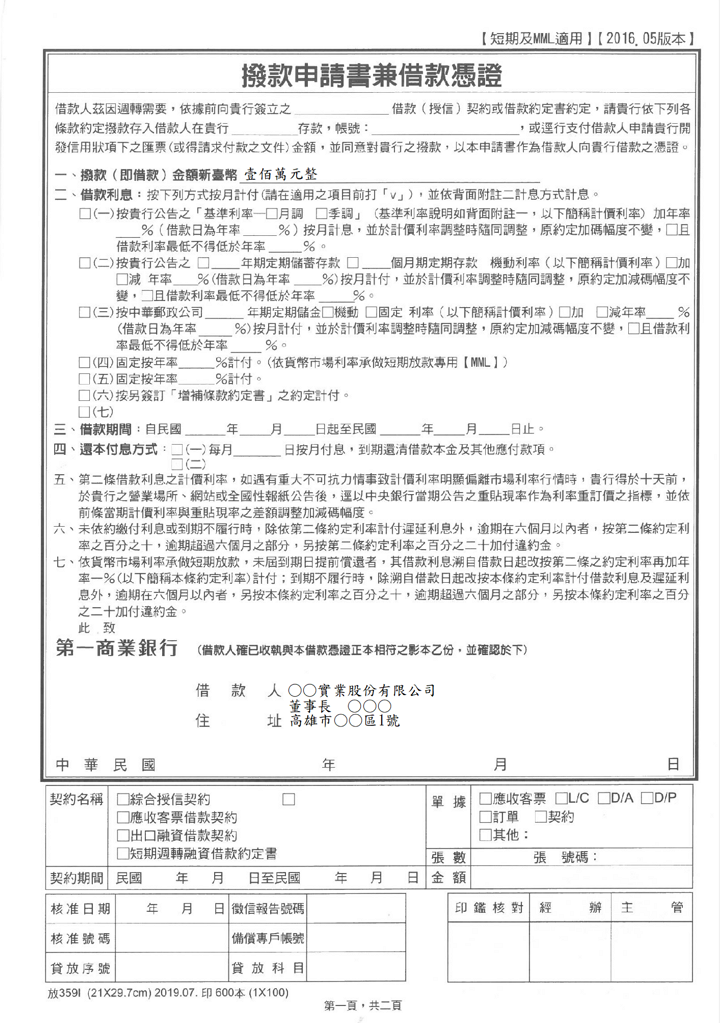 【短期及MML適用】【2016. 05版本】
撥款申請書兼借款憑證
借款人茲因週轉需要，依據前向貴行簽立之＿＿＿＿＿＿＿借款（授信）契約或借款約定書約定，請貴行依下列各
條款約定撥款存入借款人在貴行＿＿＿＿＿存款，帳號：＿＿＿＿＿＿＿＿＿＿，或逕行支付借款人申請貴行開
發信用狀項下之匯票(或得請求付款之文件)金額，並同意對貴行之撥款，以本申請書作為借款人向貴行借款之憑證。
一、撥款（即借款）金額新臺幣 壹佰萬元整
二、借款利息：按下列方式按月計付(請在適用之項目前打「v」)，並依背面附註二計息方式計息。
□(一)按貴行公告之「基準利率—□月調 □季調」（基準利率說明如背面附註一，以下簡稱計價利率）加年率
＿＿%（借款日為年率＿＿＿%）按月計息，並於計價利率調整時隨同調整，原約定加碼幅度不變，□且
借款利率最低不得低於年率＿＿%。
□(二)按貴行公告之 □＿＿年期定期儲蓄存款 □＿＿個月期定期存款 機動利率（以下簡稱計價利率）□加
□減 年率＿＿%(借款日為年率＿＿%)按月計付，並於計價利率調整時隨同調整，原約定加減碼幅度不
變，□且借款利率最低不得低於年率＿＿%。
□(三)按中華郵政公司＿＿年期定期儲金□機動 □固定 利率（以下簡稱計價利率）□加 □減年率＿＿%
(借款日為年率＿＿%)按月計付，並於計價利率調整時隨同調整，原約定加減碼幅度不變，□且借款利
率最低不得低於年率＿＿%。
□(四)固定按年率＿＿%計付。(依貨幣市場利率承做短期放款專用【MML】)
□(五)固定按年率＿＿%計付。
□(六)按另簽訂「增補條款約定書」之約定計付。
□(七)
三、借款期間：自民國＿＿年＿＿月＿＿日起至民國＿＿年＿＿月＿＿日止。
四、還本付息方式：□(一)每月＿＿＿日按月付息，到期還清借款本金及其他應付款項。
□(二)
五、第二條借款利息之計價利率，如遇有重大不可抗力情事致計價利率明顯偏離市場利率行情時，貴行得於十天前，
於貴行之營業場所、網站或全國性報紙公告後，逕以中央銀行當期公告之重貼現率作為利率重訂價之指標，並依
前條當期計價利率與重貼現率之差額調整加減碼幅度。
六、未依約繳付利息或到期不履行時，除依第二條約定利率計付遲延利息外，逾期在六個月以內者，按第二條約定利
率之百分之十，逾期超過六個月之部分，另按第二條約定利率之百分之二十加付違約金。
七、依貨幣市場利率承做短期放款，未屆到期日提前償還者，其借款利息溯自借款日起改按第二條之約定利率再加年
率一%(以下簡稱本條約定利率)計付；到期不履行時，除溯自借款日起改按本條約定利率計付借款利息及遲延利
息外，逾期在六個月以內者，另按本條約定利率之百分之十，逾期超過六個月之部分，另按本條約定利率之百分
之二十加付違約金。
此 致
第一商業銀行 (借款人確已收執與本借款憑證正本相符之影本乙份，並確認於下)
借款人 ○○實業股份有限公司
董事長 ○○○
住址 高雄市○○區1號
中華民國 年 月 日
契約名稱 □綜合授信契約 □
□應收客票借款契約
□出口融資借款契約
□短期週轉融資借款約定書
單據 □應收客票 □L/C □D/A □D/P
□訂單 □契約
□其他：
張數 張 號碼：
契約期間 民國 年 月 日至民國 年 月 日 金額
核准日期 年 月 日 徵信報告號碼
核准號碼 備償專戶帳號
貸放序號 貸放科目
印鑑核對 經辦 主管
放359I (21X29.7cm) 2019.07. 印 600本 (1X100)
第一頁，共二頁